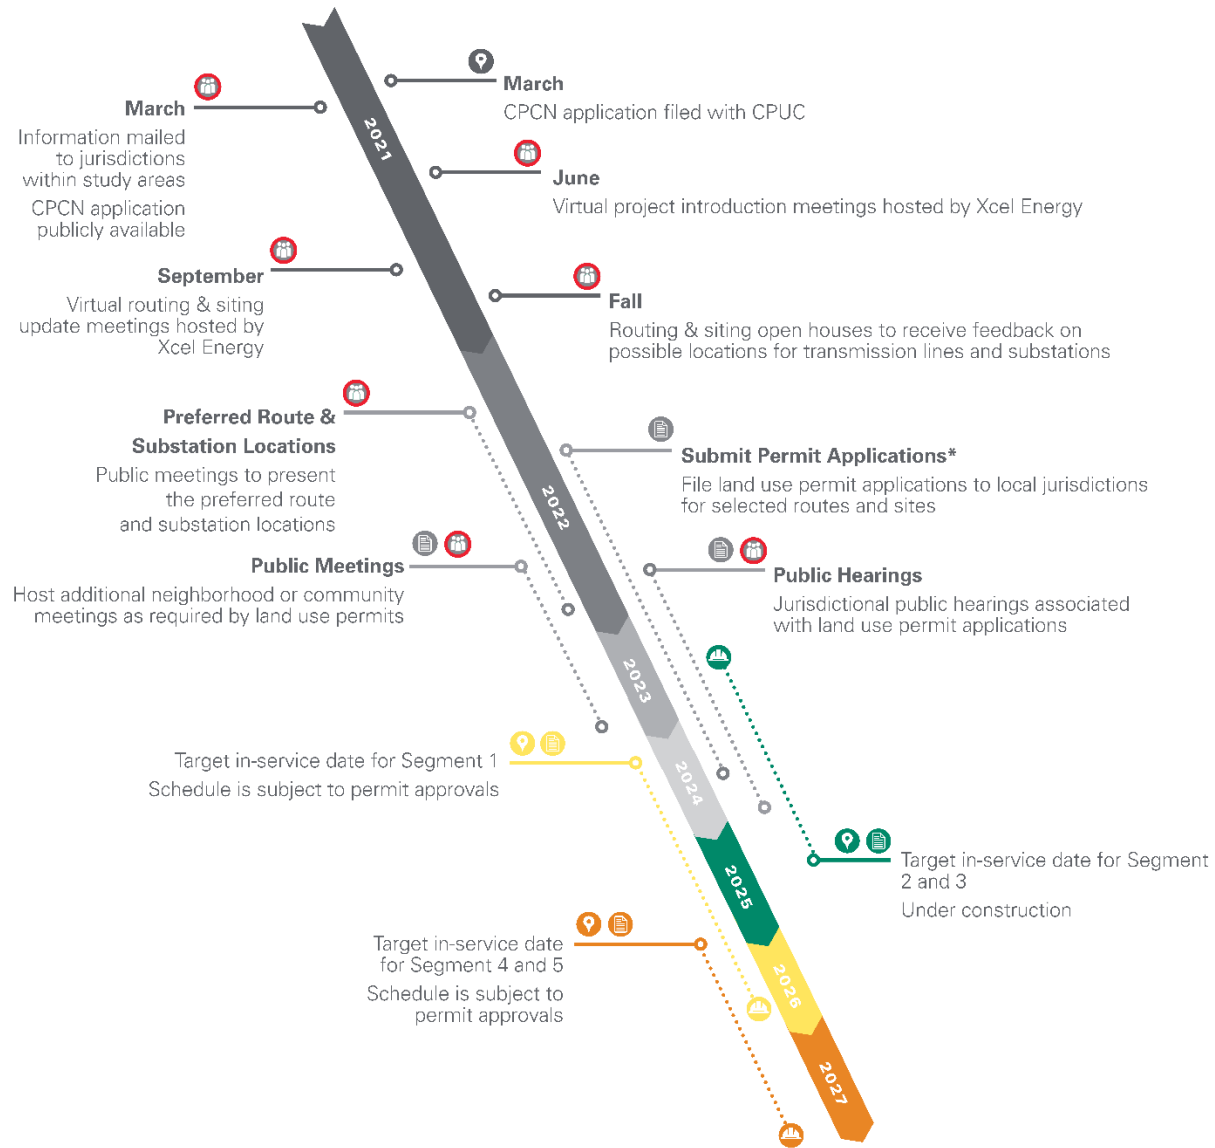 March
CPCN application filed with CPUC
March
Information mailed
to jurisdictions
within study areas
CPCN application
publicly available
2021
June
Virtual project introduction meetings hosted by Xcel Energy
September
Virtual routing & siting
update meetings hosted by
Xcel Energy
Fall
Routing & siting open houses to receive feedback on
possible locations for transmission lines and substations
Preferred Route &
Substation Locations
Public meetings to present
the preferred route
and substation locations
Submit Permit Applications*
File land use permit applications to local jurisdictions
for selected routes and sites
2022
Public Meetings
Host additional neighborhood or community
meetings as required by land use permits
Public Hearings
Jurisdictional public hearings associated
with land use permit applications
2023
Target in-service date for Segment 1
Schedule is subject to permit approvals
2024
Target in-service date for Segment
2 and 3
Under construction
2025
Target in-service date
for Segment 4 and 5
Schedule is subject to
permit approvals
2026
2027